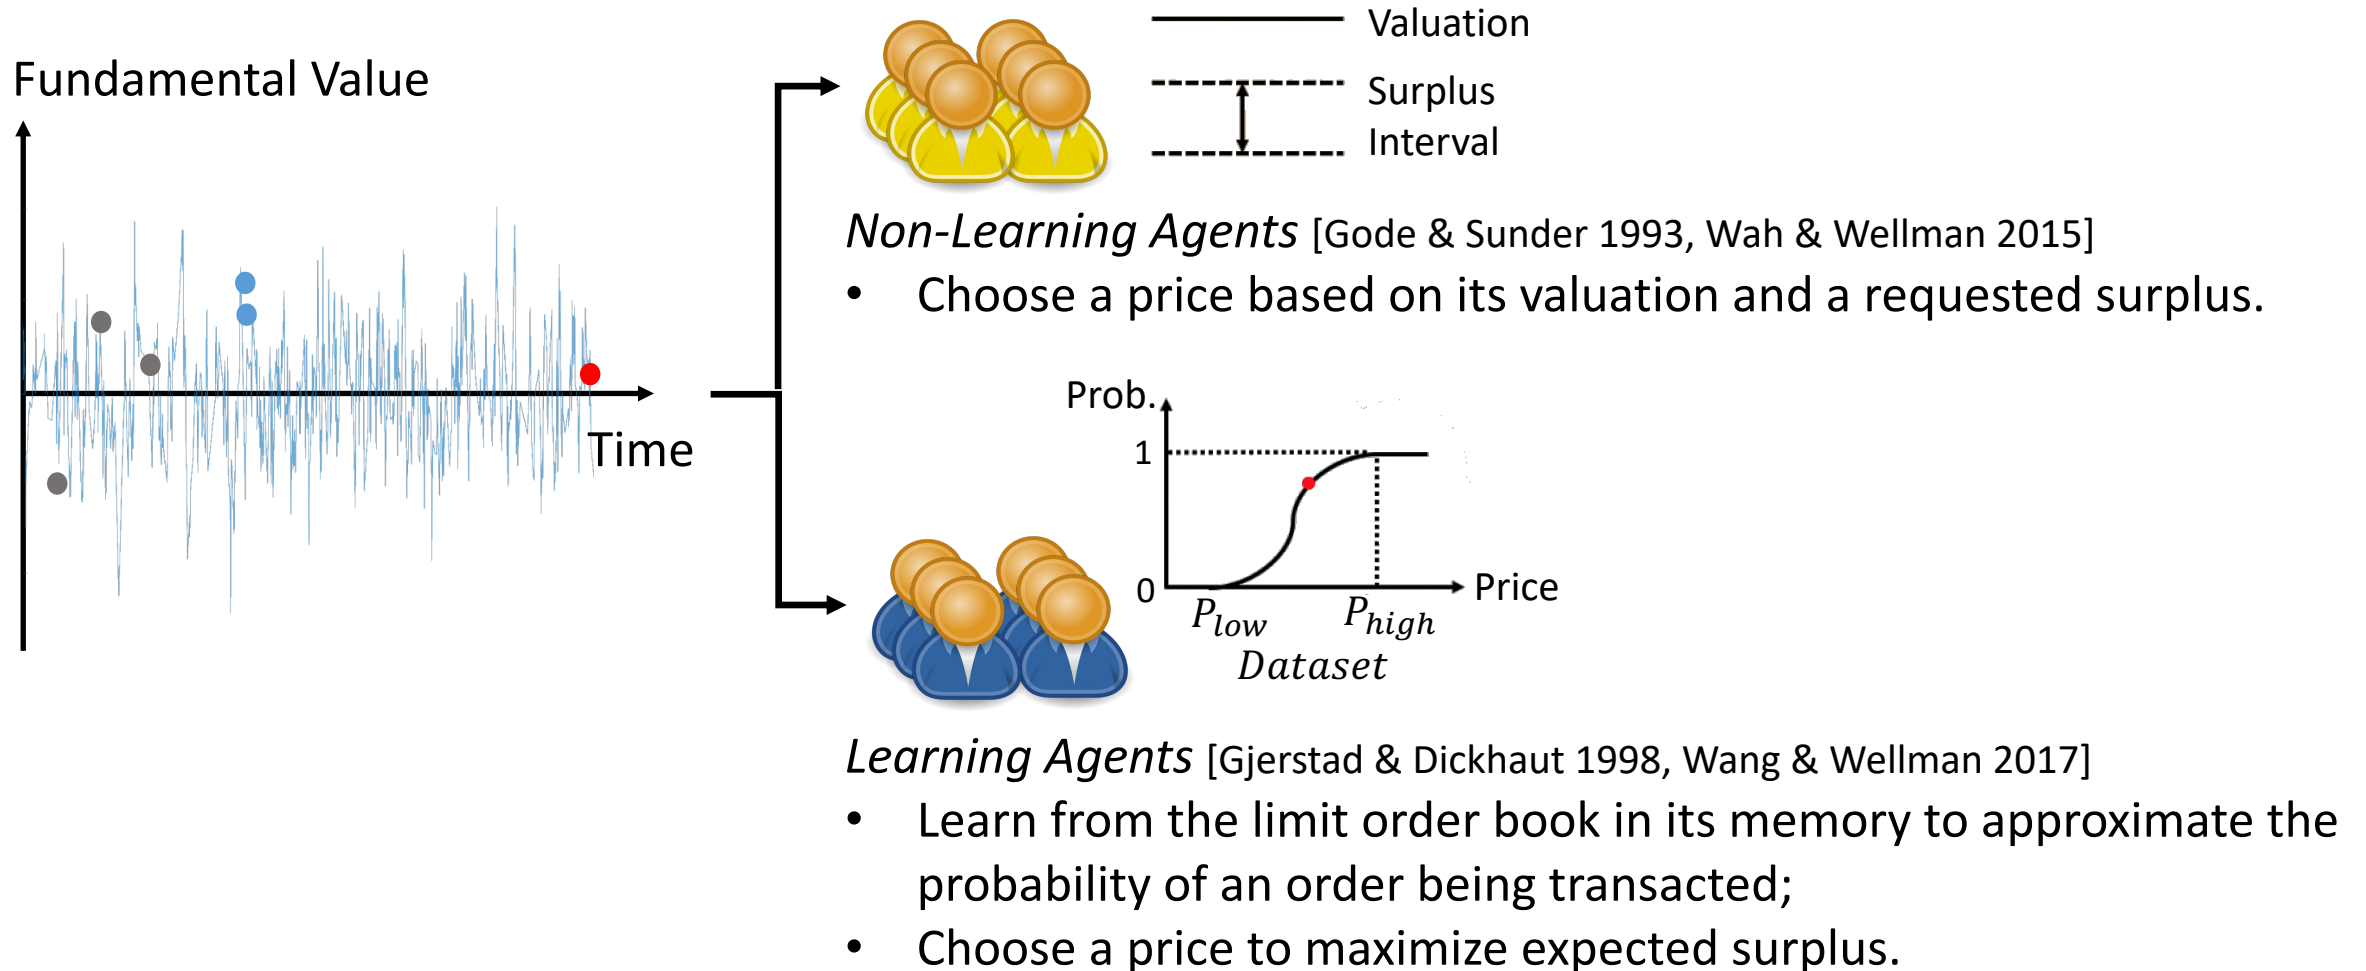 Fundamental Value
Time
Valuation
Surplus
Interval
Non-Learning Agents [Gode & Sunder 1993, Wah & Wellman 2015]
• Choose a price based on its valuation and a requested surplus.
Prob.
1
0
Price
P_low
P_high
Dataset
Learning Agents [Gjerstad & Dickhaut 1998, Wang & Wellman 2017]
• Learn from the limit order book in its memory to approximate the
probability of an order being transacted;
• Choose a price to maximize expected surplus.